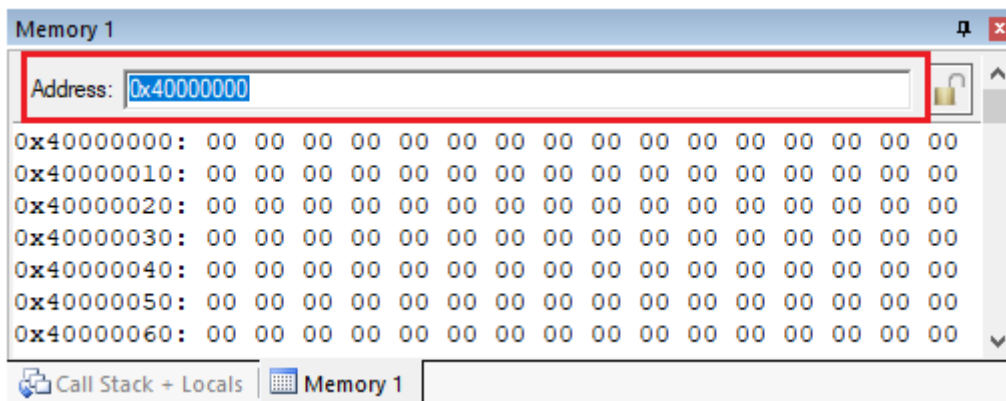 Memory 1
Address: 0x40000000
0x40000000: 00 00 00 00 00 00 00 00 00 00 00 00 00 00 00 00
0x40000010: 00 00 00 00 00 00 00 00 00 00 00 00 00 00 00 00
0x40000020: 00 00 00 00 00 00 00 00 00 00 00 00 00 00 00 00
0x40000030: 00 00 00 00 00 00 00 00 00 00 00 00 00 00 00 00
0x40000040: 00 00 00 00 00 00 00 00 00 00 00 00 00 00 00 00
0x40000050: 00 00 00 00 00 00 00 00 00 00 00 00 00 00 00 00
0x40000060: 00 00 00 00 00 00 00 00 00 00 00 00 00 00 00 00
Call Stack + Locals Memory 1